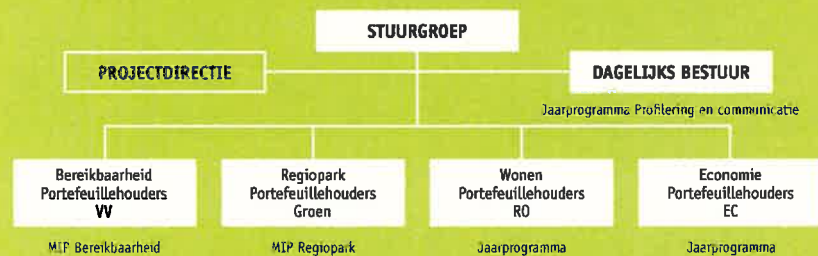 STUURGROEP
PROJECTDIRECTIE
DAGELIJKS BESTUUR
Jaarprogramma Profilering en communicatie
Bereikbaarheid
Portefeuillehouders
VV
Regiopark
Portefeuillehouders
Groen
Wonen
Portefeuillehouders
RO
Economie
Portefeuillehouders
EC
MIP Bereikbaarheid
MIP Regiopark
Jaarprogramma
Jaarprogramma